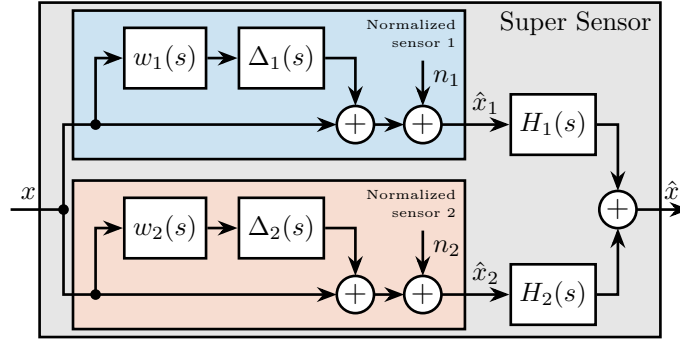 Super Sensor
Normalized
sensor 1
w₁(s)
Δ₁(s)
n₁
x̂₁
H₁(s)
+
+
x
x̂
+
Normalized
sensor 2
w₂(s)
Δ₂(s)
n₂
x̂₂
H₂(s)
+
+